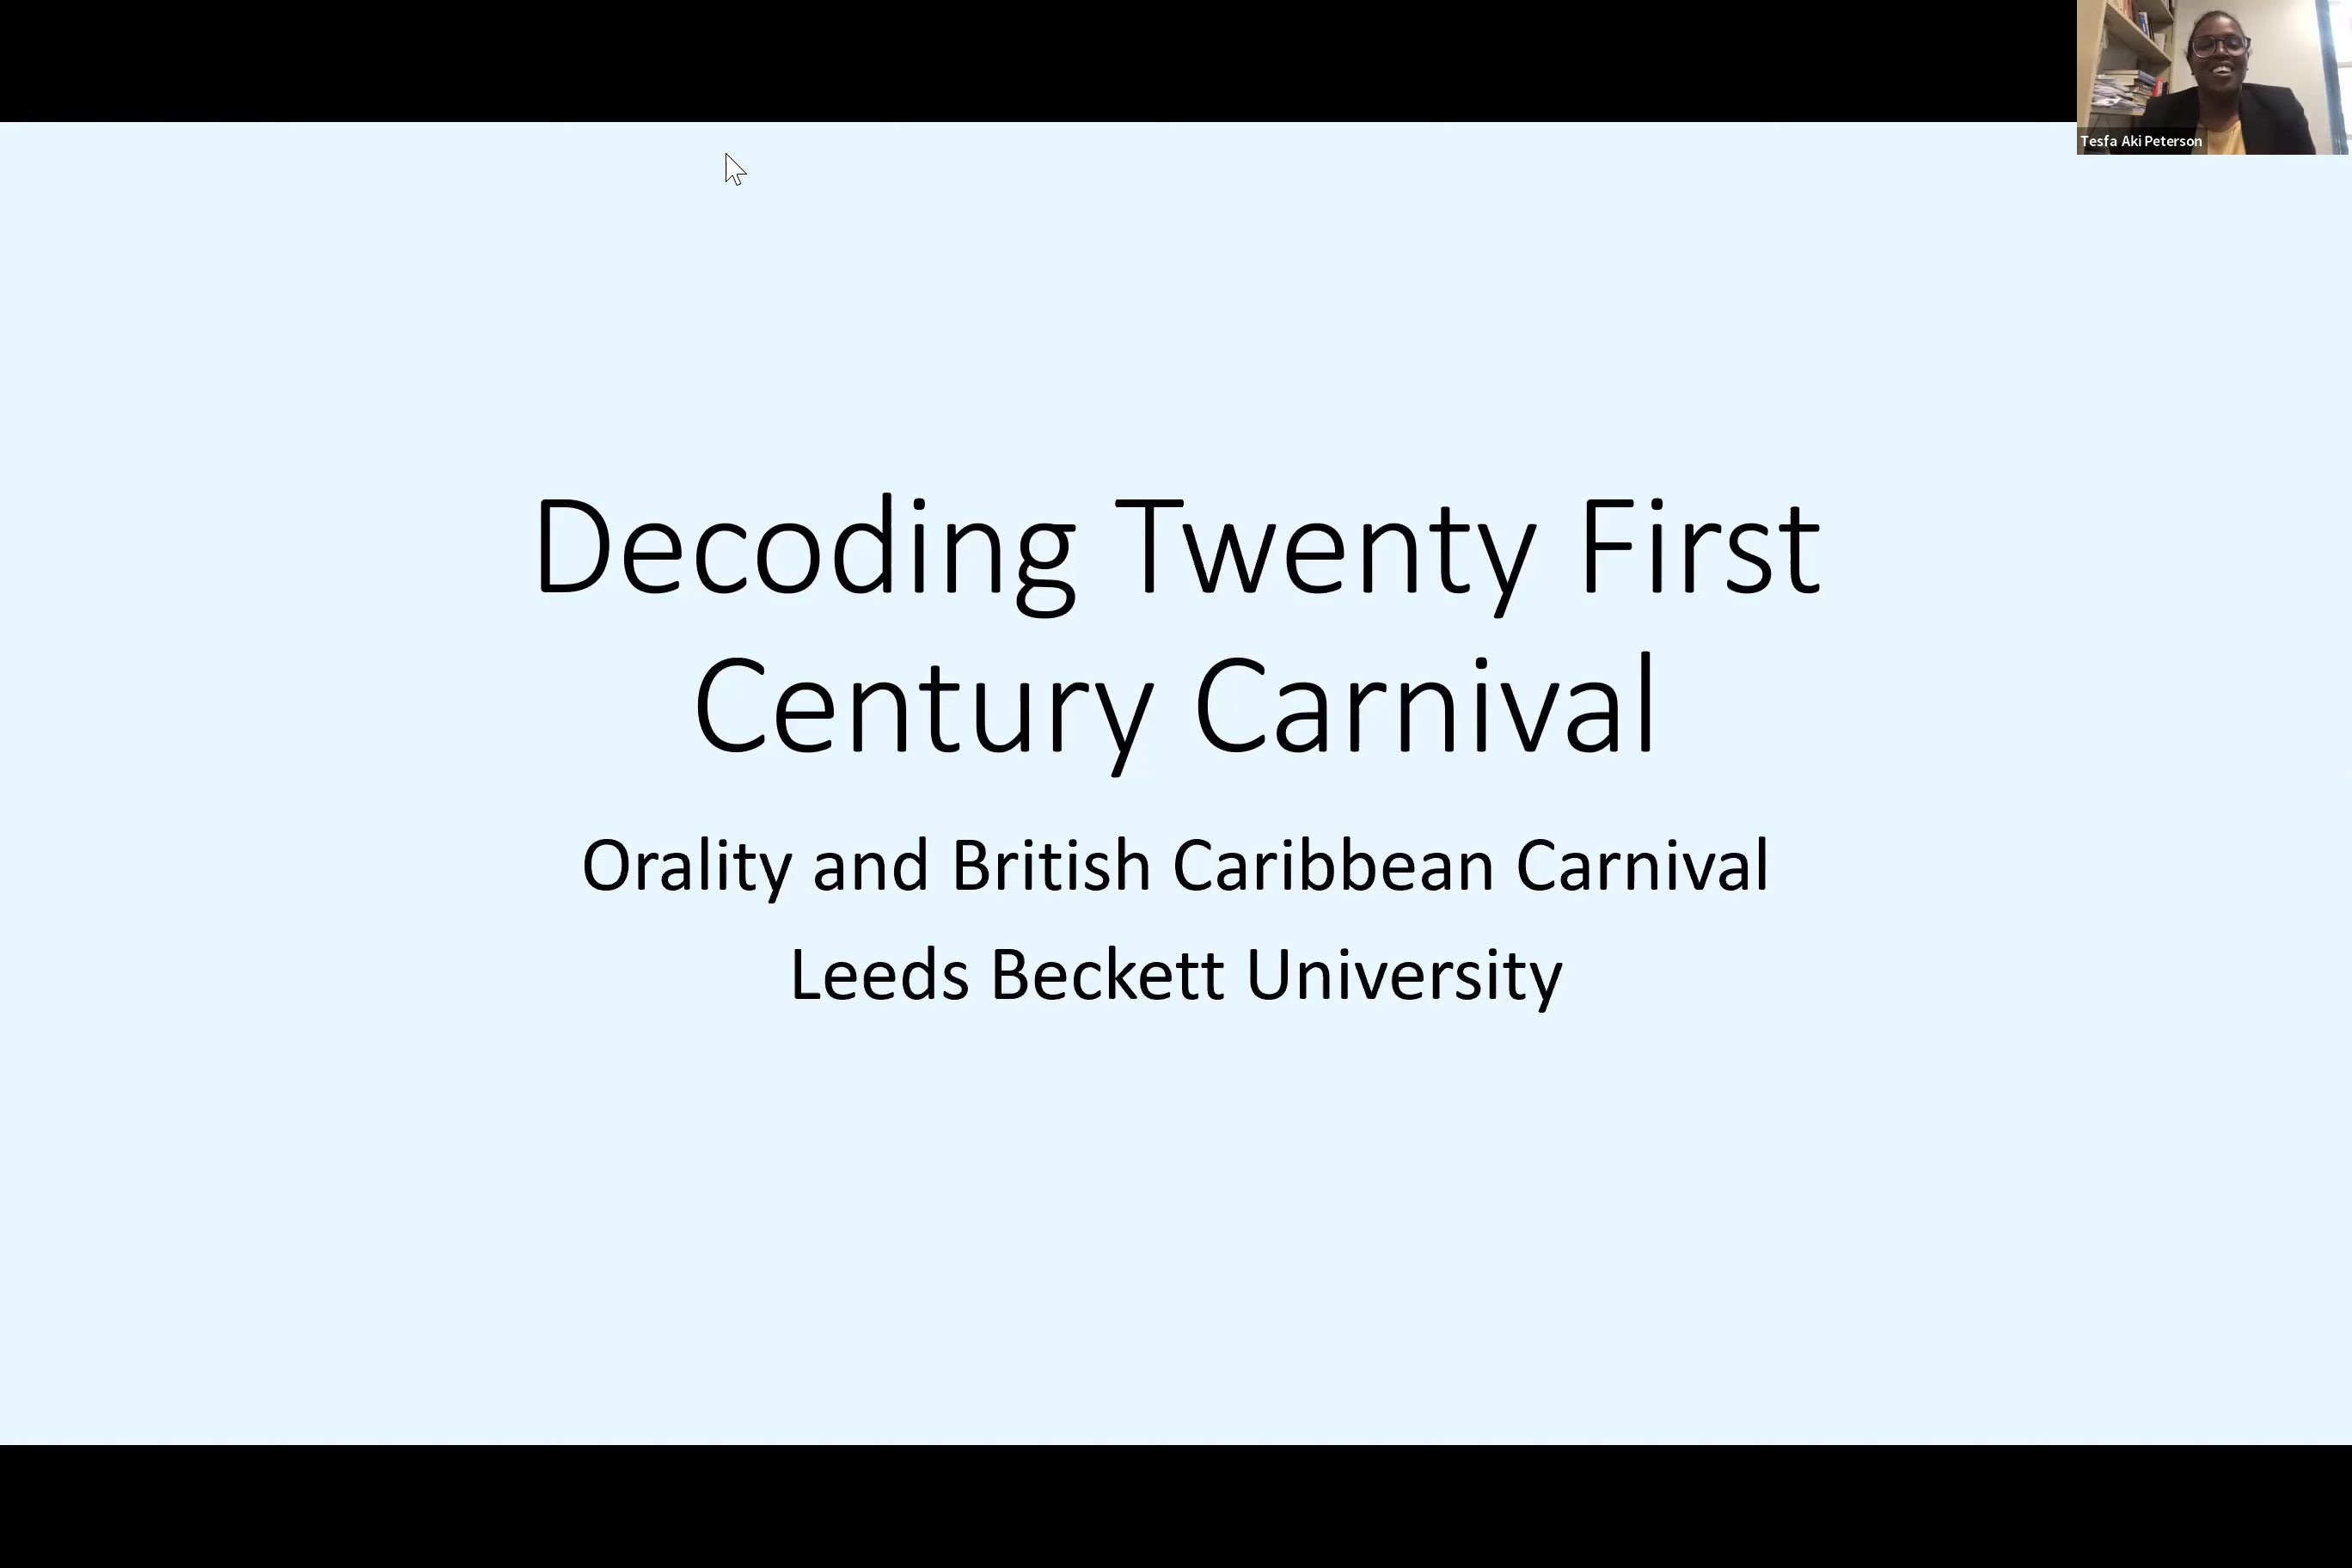 Tesfa Aki Peterson
Decoding Twenty First
Century Carnival
Orality and British Caribbean Carnival
Leeds Beckett University